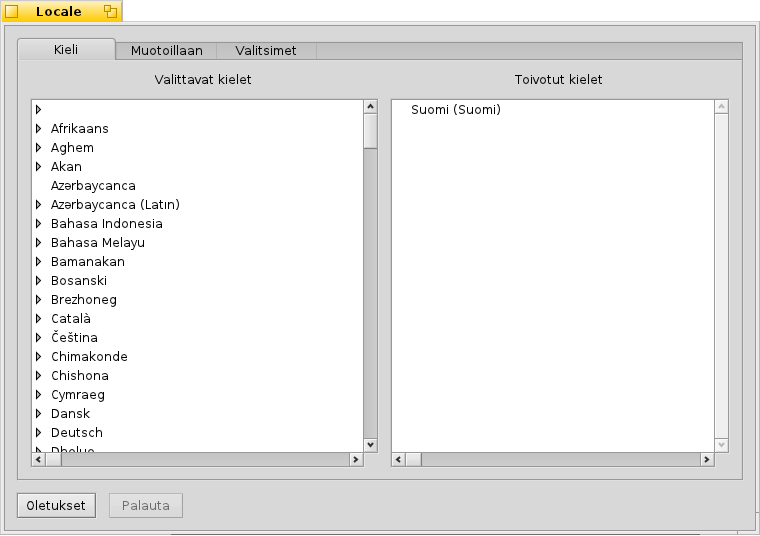 Locale
Kieli
Muotoillaan
Valitsimet
Valittavat kielet
Toivotut kielet
Afrikaans
Aghem
Akan
Azərbaycanca
Azərbaycanca (Latın)
Bahasa Indonesia
Bahasa Melayu
Bamanakan
Bosanski
Brezhoneg
Català
Čeština
Chimakonde
Chishona
Cymraeg
Dansk
Deutsch
Dholuo
Suomi (Suomi)
Oletukset
Palauta